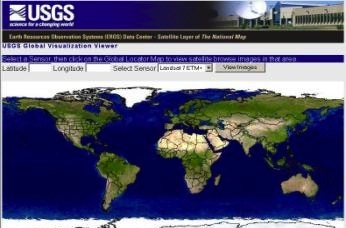 USGS
science for a changing world
Earth Resources Observation Systems (EROS) Data Center - Satellite Layer of The National Map
USGS Global Visualization Viewer
Select a Sensor, then click on the Global Locator Map to view satellite browse images in that area.
Latitude Longitude Select Sensor Landsat 7 ETM+ View Images